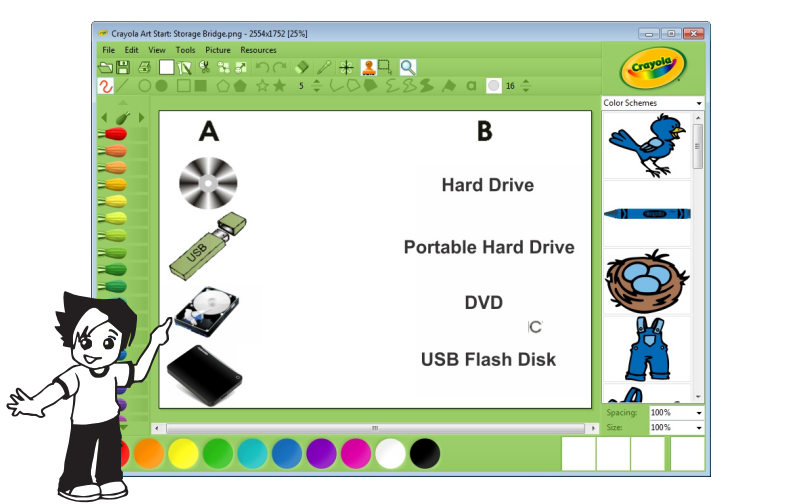 Crayola Art Start: Storage Bridge.png - 2554x1752 [25%]
File Edit View Tools Picture Resources
Crayola
5
a
16
Color Schemes
A B
Hard Drive
USB
Portable Hard Drive
DVD
C
USB Flash Disk
Spacing: 100%
Size: 100%